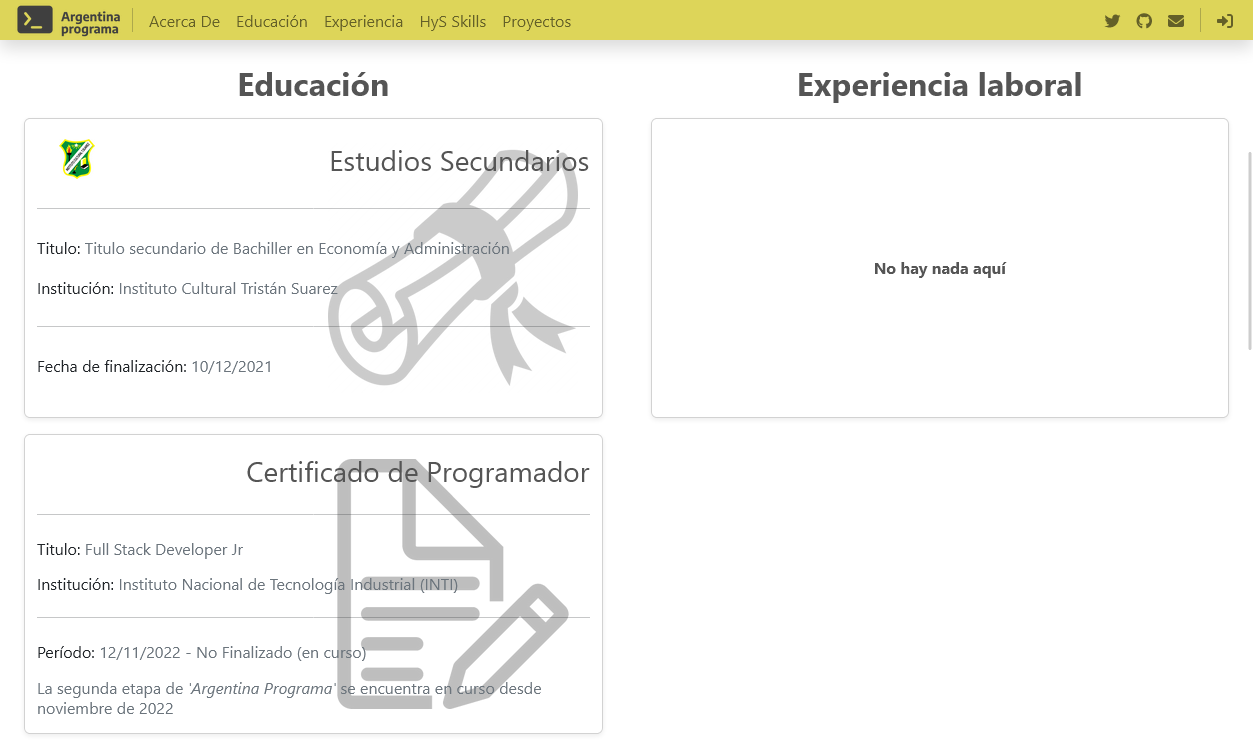 Argentina
programa
Acerca De
Educación
Experiencia
HyS Skills
Proyectos
Educación
Estudios Secundarios
Titulo: Titulo secundario de Bachiller en Economía y Administración
Institución: Instituto Cultural Tristán Suarez
Fecha de finalización: 10/12/2021
Certificado de Programador
Titulo: Full Stack Developer Jr
Institución: Instituto Nacional de Tecnología Industrial (INTI)
Período: 12/11/2022 - No Finalizado (en curso)
La segunda etapa de 'Argentina Programa' se encuentra en curso desde
noviembre de 2022
Experiencia laboral
No hay nada aquí